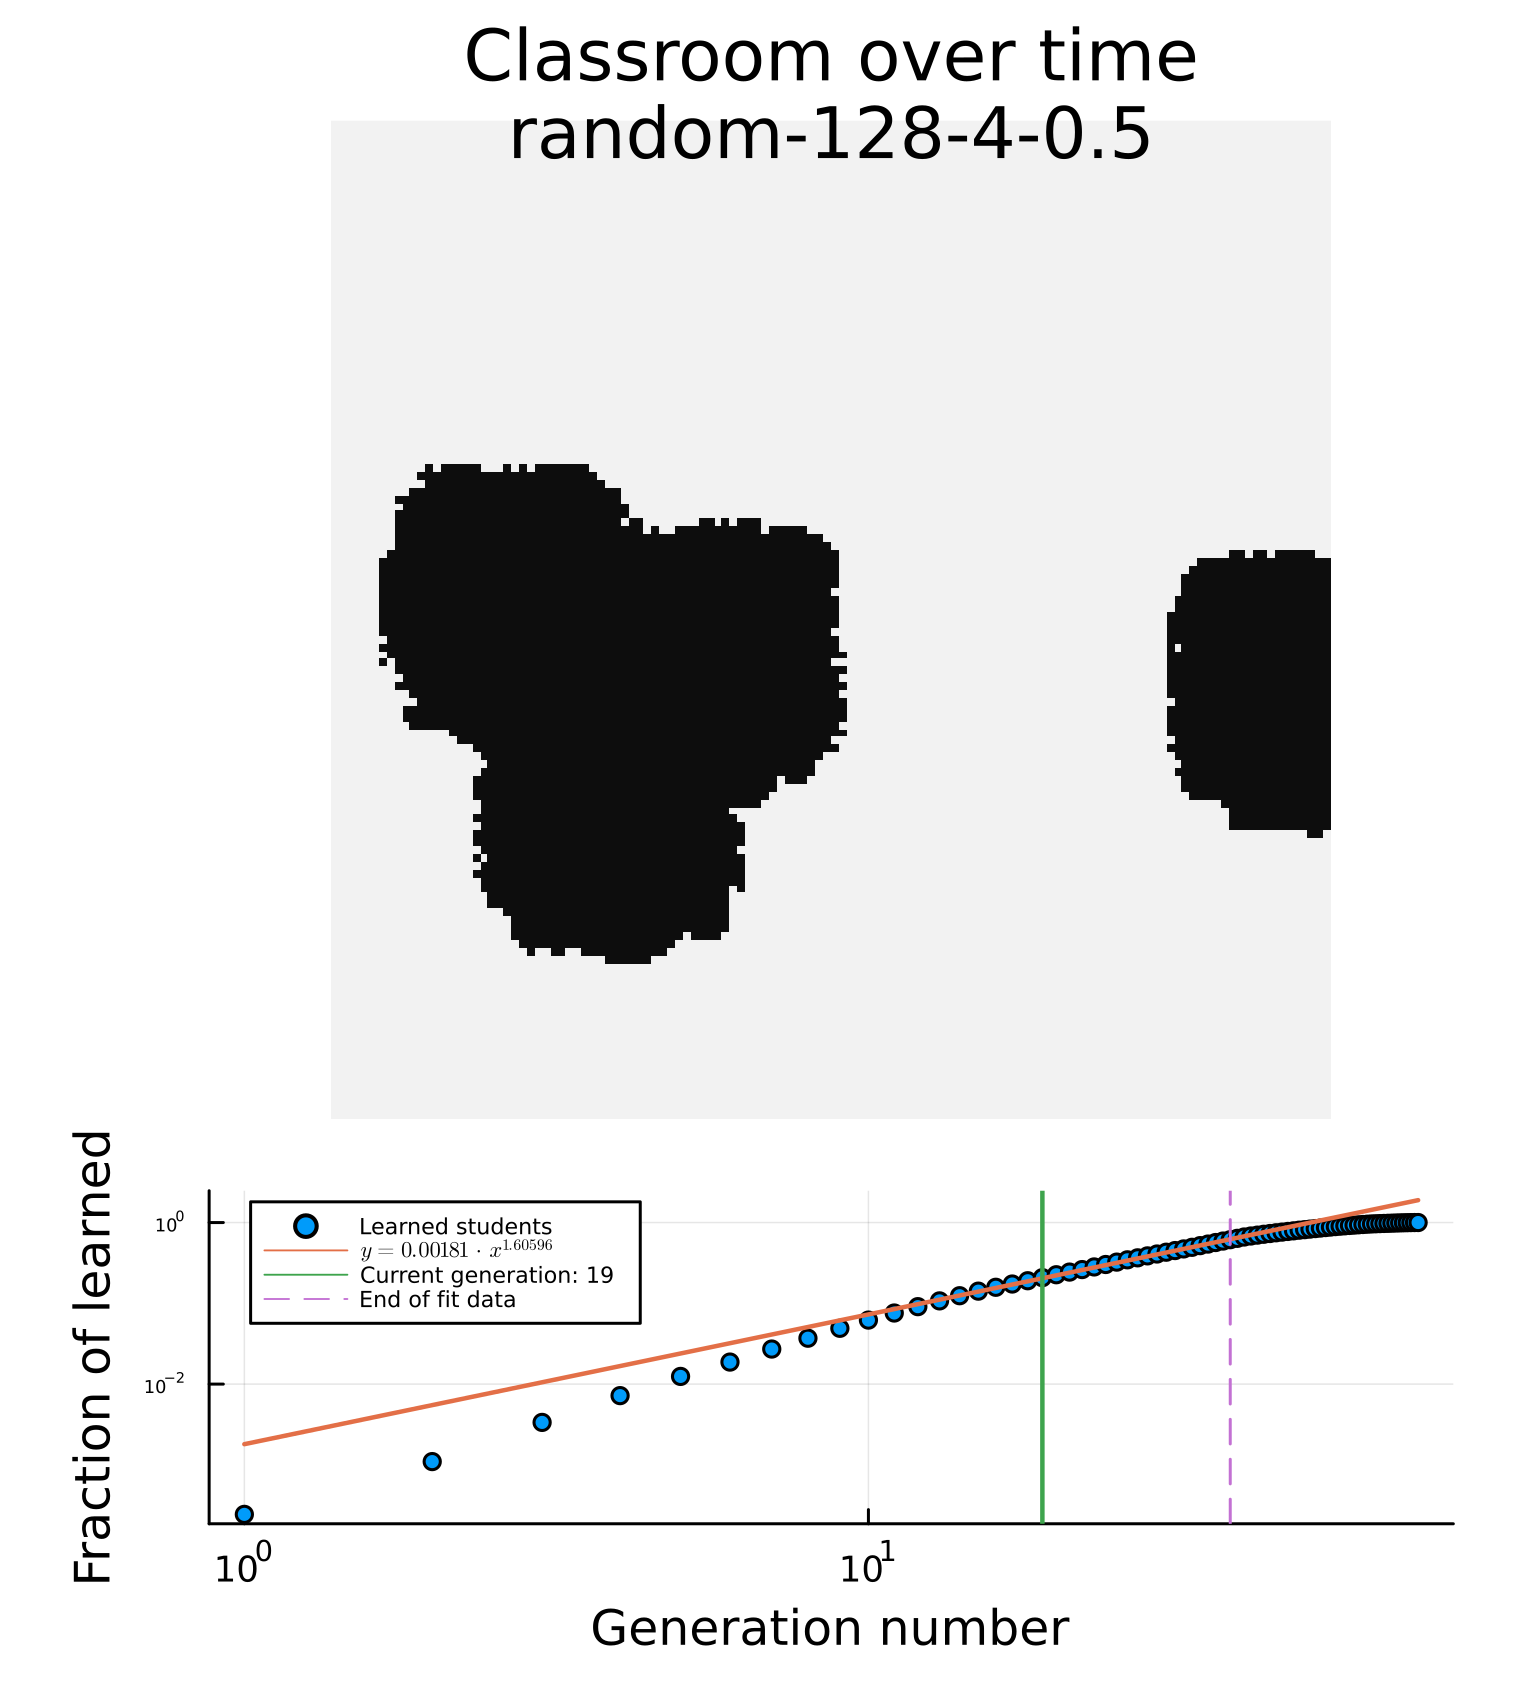 Classroom over time
random-128-4-0.5
Fraction of learned
10⁰
10⁻²
Learned students
y = 0.00181 · x^1.60596
Current generation: 19
End of fit data
10⁰
10¹
Generation number